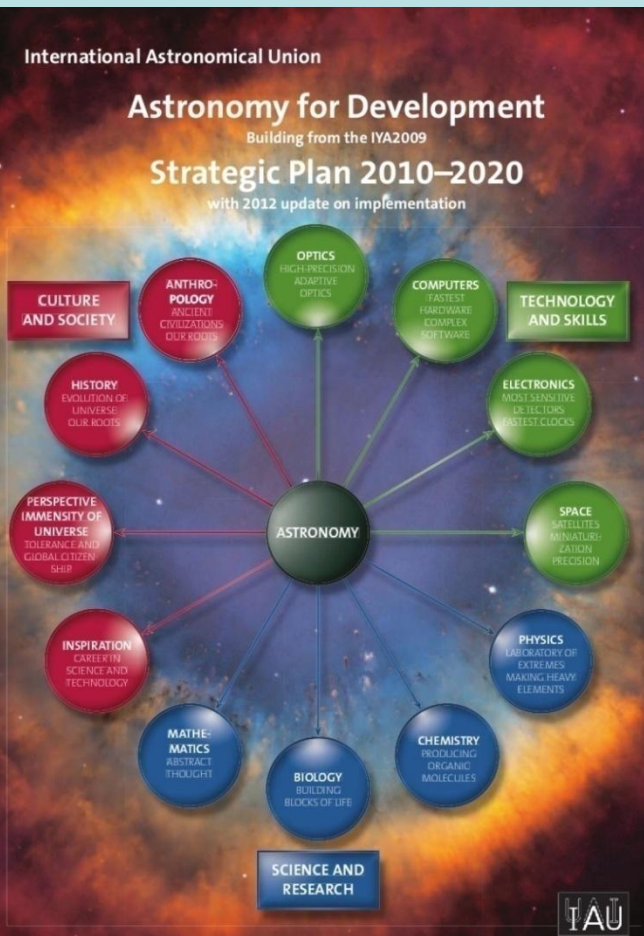 International Astronomical Union
Astronomy for Development
Building from the IYA2009
Strategic Plan 2010–2020
with 2012 update on implementation
CULTURE
AND SOCIETY
ANTHRO-
POLOGY
ANCIENT
CIVILIZATIONS
OUR ROOTS
OPTICS
HIGH-PRECISION
ADAPTIVE
OPTICS
COMPUTERS
FASTEST
HARDWARE
COMPLEX
SOFTWARE
TECHNOLOGY
AND SKILLS
HISTORY
EVOLUTION OF
UNIVERSE:
OUR ROOTS
ELECTRONICS
MOST SENSITIVE
DETECTORS
FASTEST CLOCKS
PERSPECTIVE
IMMENSITY OF
UNIVERSE
TOLERANCE AND
GLOBAL CITIZEN
SHIP
ASTRONOMY
SPACE
SATELLITES
MINIATURI-
ZATION
PRECISION
INSPIRATION
CAREER IN
SCIENCE AND
TECHNOLOGY
PHYSICS
LABORATORY OF
EXTREMES:
MAKING HEAVY
ELEMENTS
MATHE-
MATICS
ABSTRACT
THOUGHT
BIOLOGY
BUILDING
BLOCKS OF LIFE
CHEMISTRY
PRODUCING
ORGANIC
MOLECULES
SCIENCE AND
RESEARCH
UAI
IAU